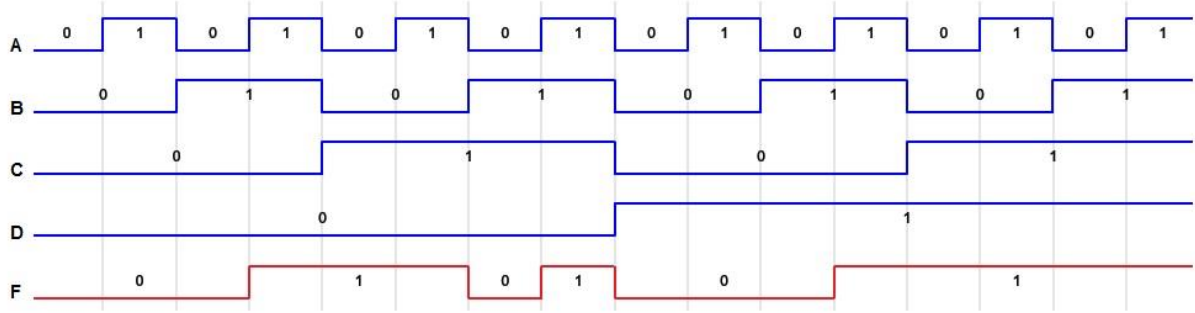 A 0 1 0 1 0 1 0 1 0 1 0 1 0 1 0 1
B 0 1 0 1 0 1 0 1
C 0 1 0 1
D 0 1
F 0 1 0 1 0 1